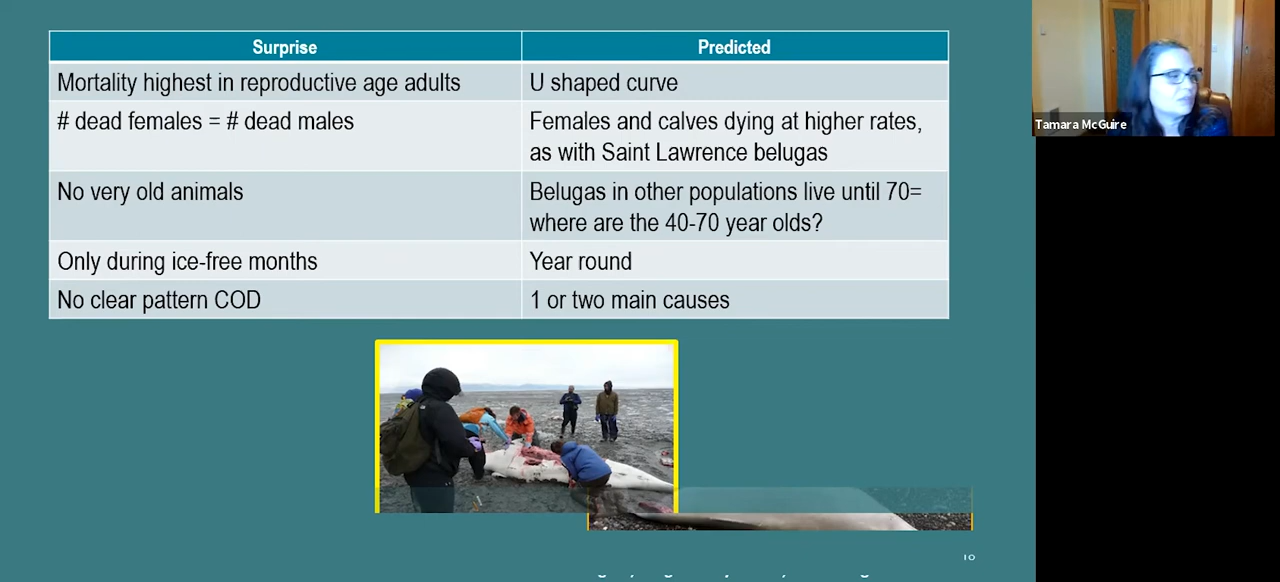 Surprise
Predicted
Mortality highest in reproductive age adults
U shaped curve
# dead females = # dead males
Females and calves dying at higher rates,
as with Saint Lawrence belugas
No very old animals
Belugas in other populations live until 70=
where are the 40-70 year olds?
Only during ice-free months
Year round
No clear pattern COD
1 or two main causes
Tamara McGuire